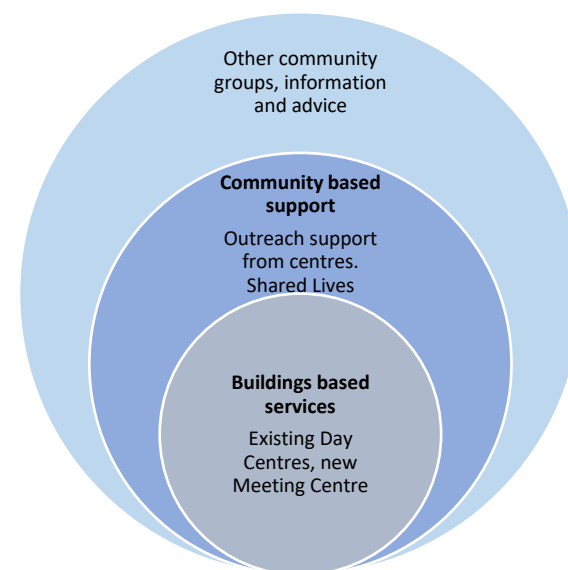 Other community
groups, information
and advice
Community based
support
Outreach support
from centres.
Shared Lives
Buildings based
services
Existing Day
Centres, new
Meeting Centre